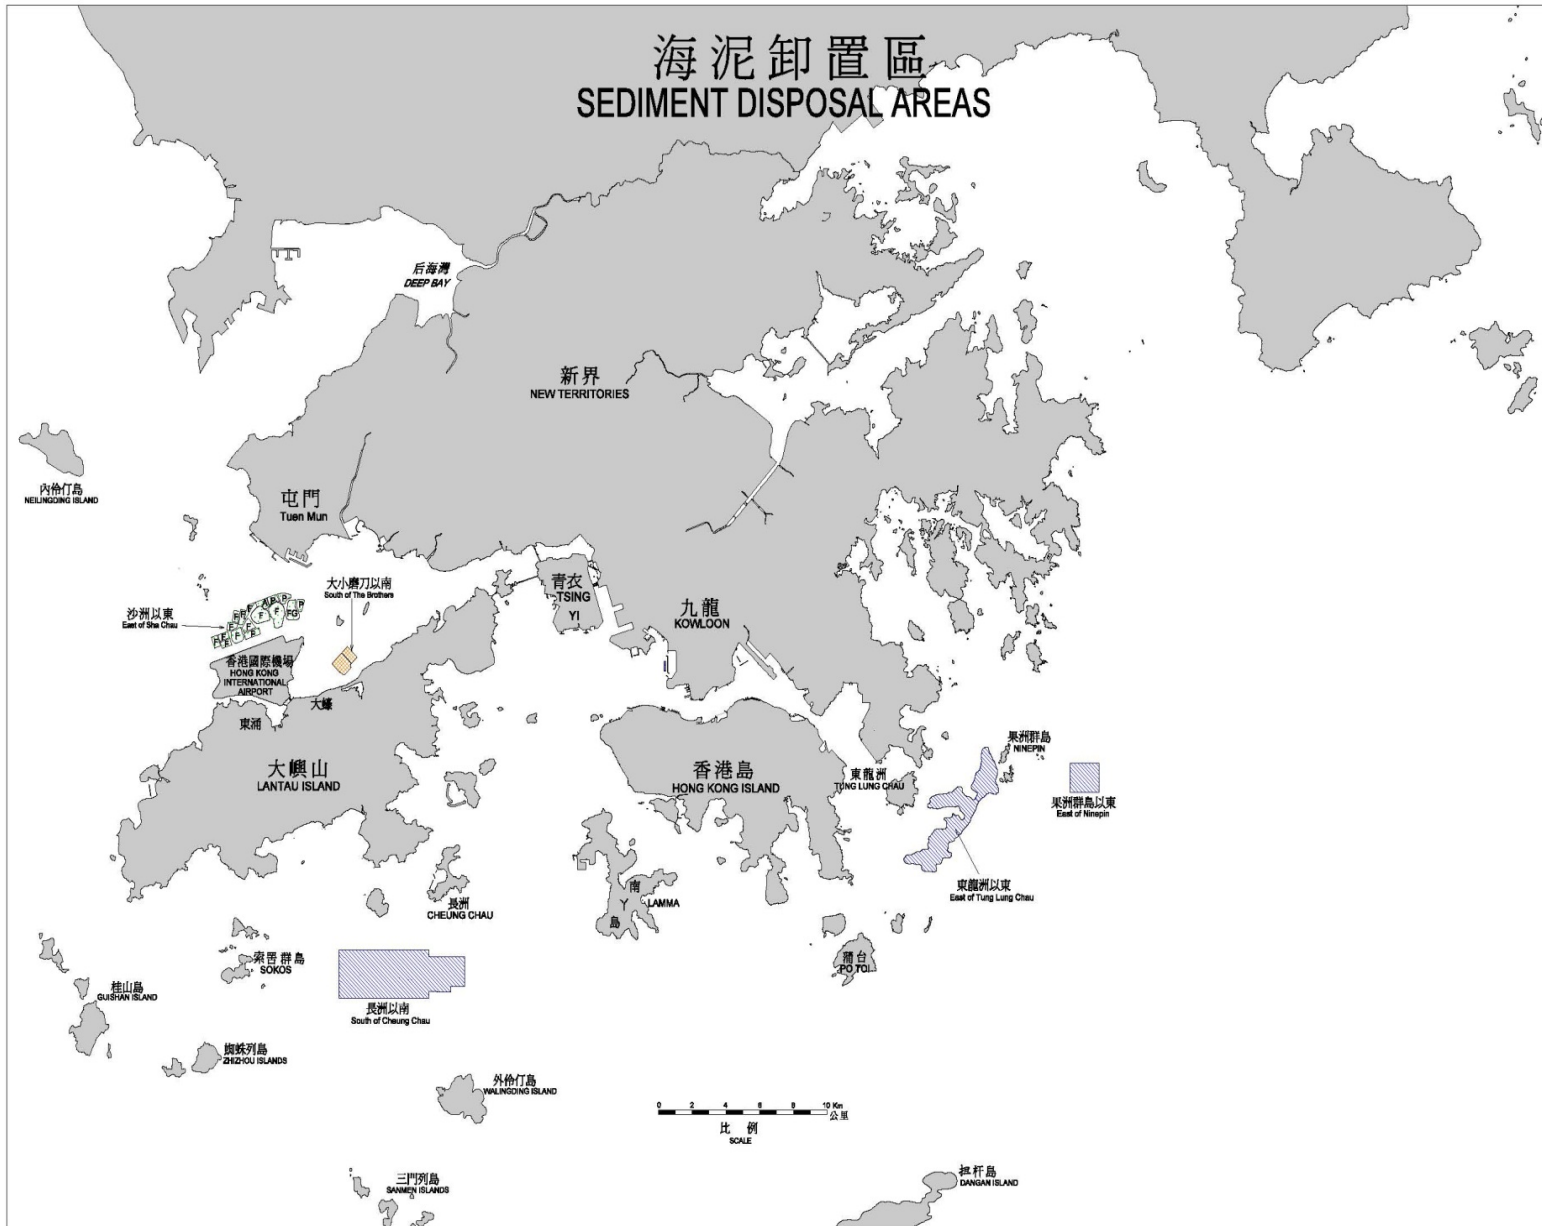 海泥卸置區
SEDIMENT DISPOSAL AREAS
后海灣
DEEP BAY
新界
NEW TERRITORIES
內伶仃島
NEILINGDING ISLAND
屯門
Tuen Mun
大小磨刀以南
South of The Brothers
青衣
TSING
YI
九龍
KOWLOON
沙洲以東
East of Sha Chau
香港國際機場
HONG KONG
INTERNATIONAL
AIRPORT
東涌
大蠔
大嶼山
LANTAU ISLAND
香港島
HONG KONG ISLAND
東龍洲
TUNG LUNG CHAU
果洲群島
NINEPIN
果洲群島以東
East of Ninepin
東龍洲以東
East of Tung Lung Chau
長洲
CHEUNG CHAU
南
丫
島
LAMMA
蒲台
PO TOI
索罟群島
SOKOS
桂山島
GUISHAN ISLAND
長洲以南
South of Cheung Chau
蜘蛛列島
ZHIZHOU ISLANDS
外伶仃島
WALINGDING ISLAND
0 2 4 6 8 10 Km
公里
比 例
SCALE
三門列島
SANMEN ISLANDS
担杆島
DANGAN ISLAND